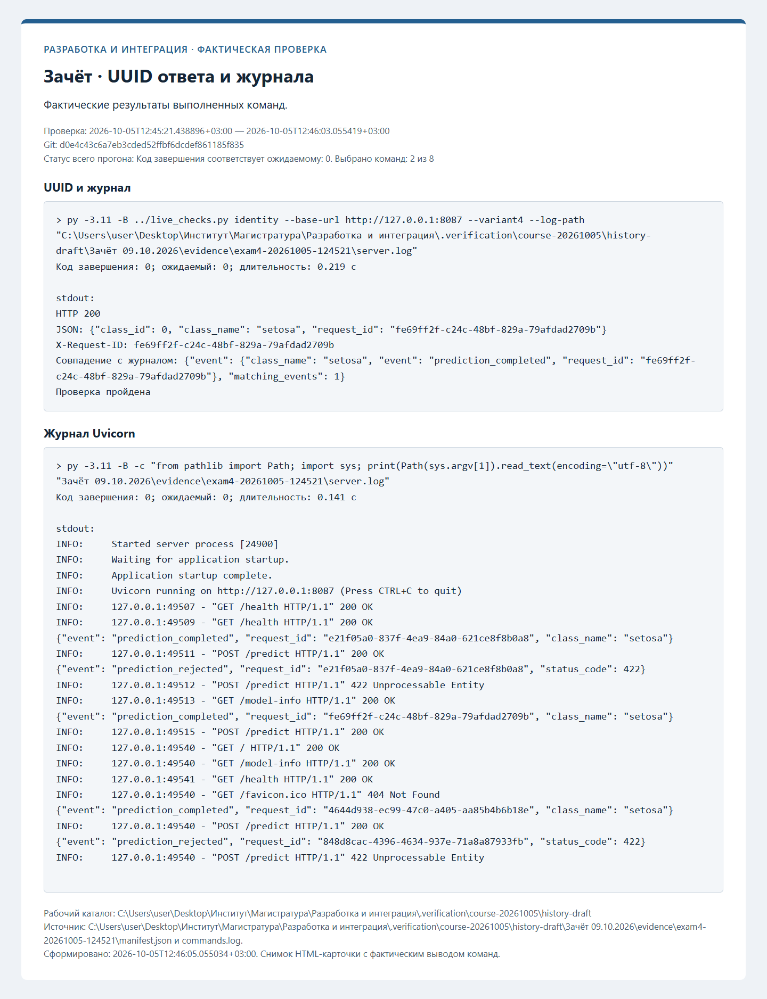 РАЗРАБОТКА И ИНТЕГРАЦИЯ · ФАКТИЧЕСКАЯ ПРОВЕРКА
Зачёт · UUID ответа и журнала
Фактические результаты выполненных команд.
Проверка: 2026-10-05T12:45:21.438896+03:00 — 2026-10-05T12:46:03.055419+03:00
Git: d0e4c43c6a7eb3cded52ffbf6dcdef861185f835
Статус всего прогона: Код завершения соответствует ожидаемому: 0. Выбрано команд: 2 из 8
UUID и журнал
> py -3.11 -B ../live_checks.py identity --base-url http://127.0.0.1:8087 --variant4 --log-path
"C:\Users\user\Desktop\Институт\Магистратура\Разработка и интеграция\.verification\course-20261005\history-
draft\Зачёт 09.10.2026\evidence\exam4-20261005-124521\server.log"
Код завершения: 0; ожидаемый: 0; длительность: 0.219 с
stdout:
HTTP 200
JSON: {"class_id": 0, "class_name": "setosa", "request_id": "fe69ff2f-c24c-48bf-829a-79afdad2709b"}
X-Request-ID: fe69ff2f-c24c-48bf-829a-79afdad2709b
Совпадение с журналом: {"event": {"class_name": "setosa", "event": "prediction_completed", "request_id": "fe69ff2f-
c24c-48bf-829a-79afdad2709b"}, "matching_events": 1}
Проверка пройдена
Журнал Uvicorn
> py -3.11 -B -c "from pathlib import Path; import sys; print(Path(sys.argv[1]).read_text(encoding=\"utf-8\"))"
"Зачёт 09.10.2026\evidence\exam4-20261005-124521\server.log"
Код завершения: 0; ожидаемый: 0; длительность: 0.141 с
stdout:
INFO:     Started server process [24900]
INFO:     Waiting for application startup.
INFO:     Application startup complete.
INFO:     Uvicorn running on http://127.0.0.1:8087 (Press CTRL+C to quit)
INFO:     127.0.0.1:49507 - "GET /health HTTP/1.1" 200 OK
INFO:     127.0.0.1:49509 - "GET /health HTTP/1.1" 200 OK
{"event": "prediction_completed", "request_id": "e21f05a0-837f-4ea9-84a0-621ce8f8b0a8", "class_name": "setosa"}
INFO:     127.0.0.1:49511 - "POST /predict HTTP/1.1" 200 OK
{"event": "prediction_rejected", "request_id": "e21f05a0-837f-4ea9-84a0-621ce8f8b0a8", "status_code": 422}
INFO:     127.0.0.1:49512 - "POST /predict HTTP/1.1" 422 Unprocessable Entity
INFO:     127.0.0.1:49513 - "GET /model-info HTTP/1.1" 200 OK
{"event": "prediction_completed", "request_id": "fe69ff2f-c24c-48bf-829a-79afdad2709b", "class_name": "setosa"}
INFO:     127.0.0.1:49515 - "POST /predict HTTP/1.1" 200 OK
INFO:     127.0.0.1:49540 - "GET / HTTP/1.1" 200 OK
INFO:     127.0.0.1:49540 - "GET /model-info HTTP/1.1" 200 OK
INFO:     127.0.0.1:49541 - "GET /health HTTP/1.1" 200 OK
INFO:     127.0.0.1:49540 - "GET /favicon.ico HTTP/1.1" 404 Not Found
{"event": "prediction_completed", "request_id": "4644d938-ec99-47c0-a405-aa85b4b6b18e", "class_name": "setosa"}
INFO:     127.0.0.1:49540 - "POST /predict HTTP/1.1" 200 OK
{"event": "prediction_rejected", "request_id": "848d8cac-4396-4634-937e-71a8a87933fb", "status_code": 422}
INFO:     127.0.0.1:49540 - "POST /predict HTTP/1.1" 422 Unprocessable Entity
Рабочий каталог: C:\Users\user\Desktop\Институт\Магистратура\Разработка и интеграция\.verification\course-20261005\history-draft
Источник: C:\Users\user\Desktop\Институт\Магистратура\Разработка и интеграция\.verification\course-20261005\history-draft\Зачёт 09.10.2026\evidence\exam4-
20261005-124521\manifest.json и commands.log.
Сформировано: 2026-10-05T12:46:05.055034+03:00. Снимок HTML-карточки с фактическим выводом команд.